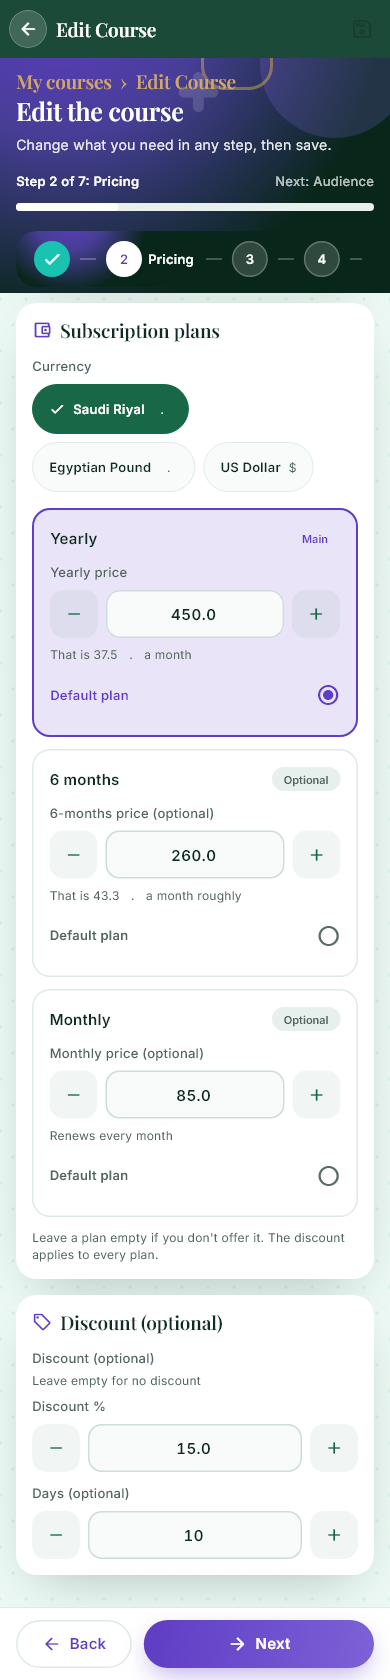 Edit Course
My courses › Edit Course
Edit the course
Change what you need in any step, then save.
Step 2 of 7: Pricing
Next: Audience
2 Pricing 3 4
Subscription plans
Currency
Saudi Riyal .
Egyptian Pound .
US Dollar $
Yearly
Main
Yearly price
− 450.0 +
That is 37.5 . a month
Default plan
6 months
Optional
6-months price (optional)
− 260.0 +
That is 43.3 . a month roughly
Default plan
Monthly
Optional
Monthly price (optional)
− 85.0 +
Renews every month
Default plan
Leave a plan empty if you don't offer it. The discount
applies to every plan.
Discount (optional)
Discount (optional)
Leave empty for no discount
Discount %
− 15.0 +
Days (optional)
− 10 +
Back
Next